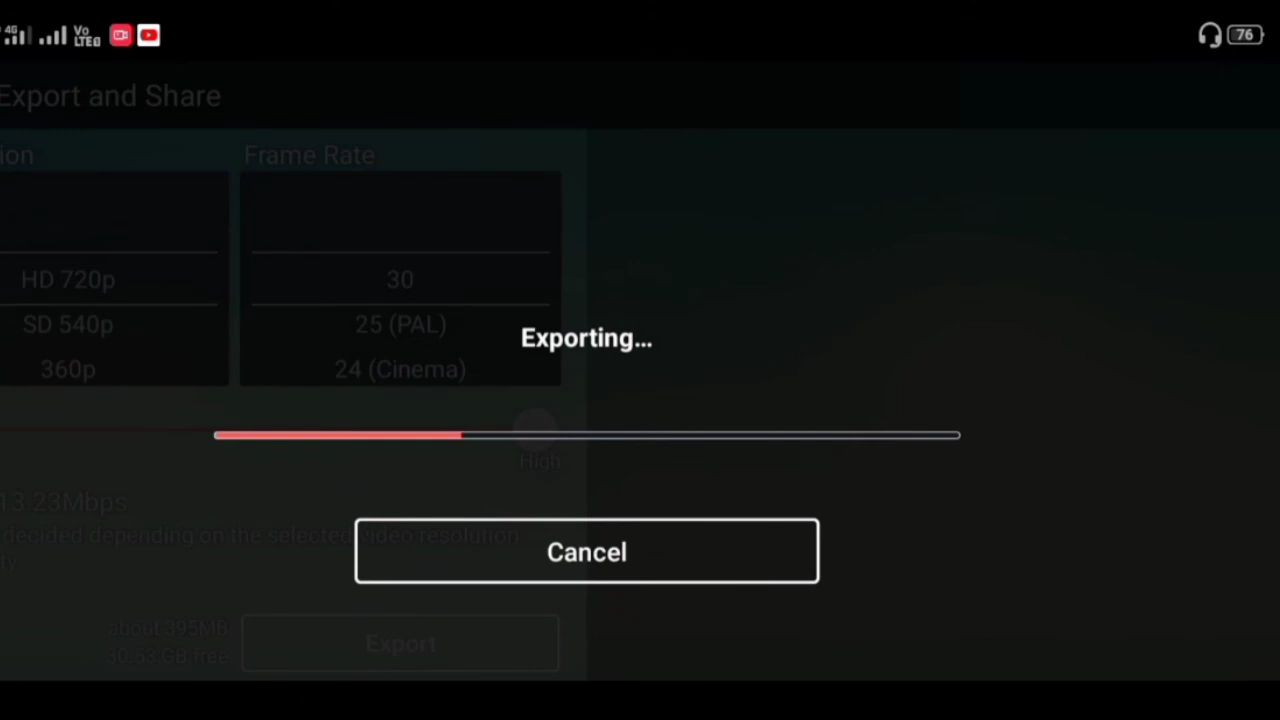 4G
Vo
LTE
76
Export and Share
ion
Frame Rate
HD 720p
30
SD 540p
25 (PAL)
360p
24 (Cinema)
Exporting...
High
13.23Mbps
decided depending on the selected video resolution
Cancel
about 395MB
30.53 GB free
Export